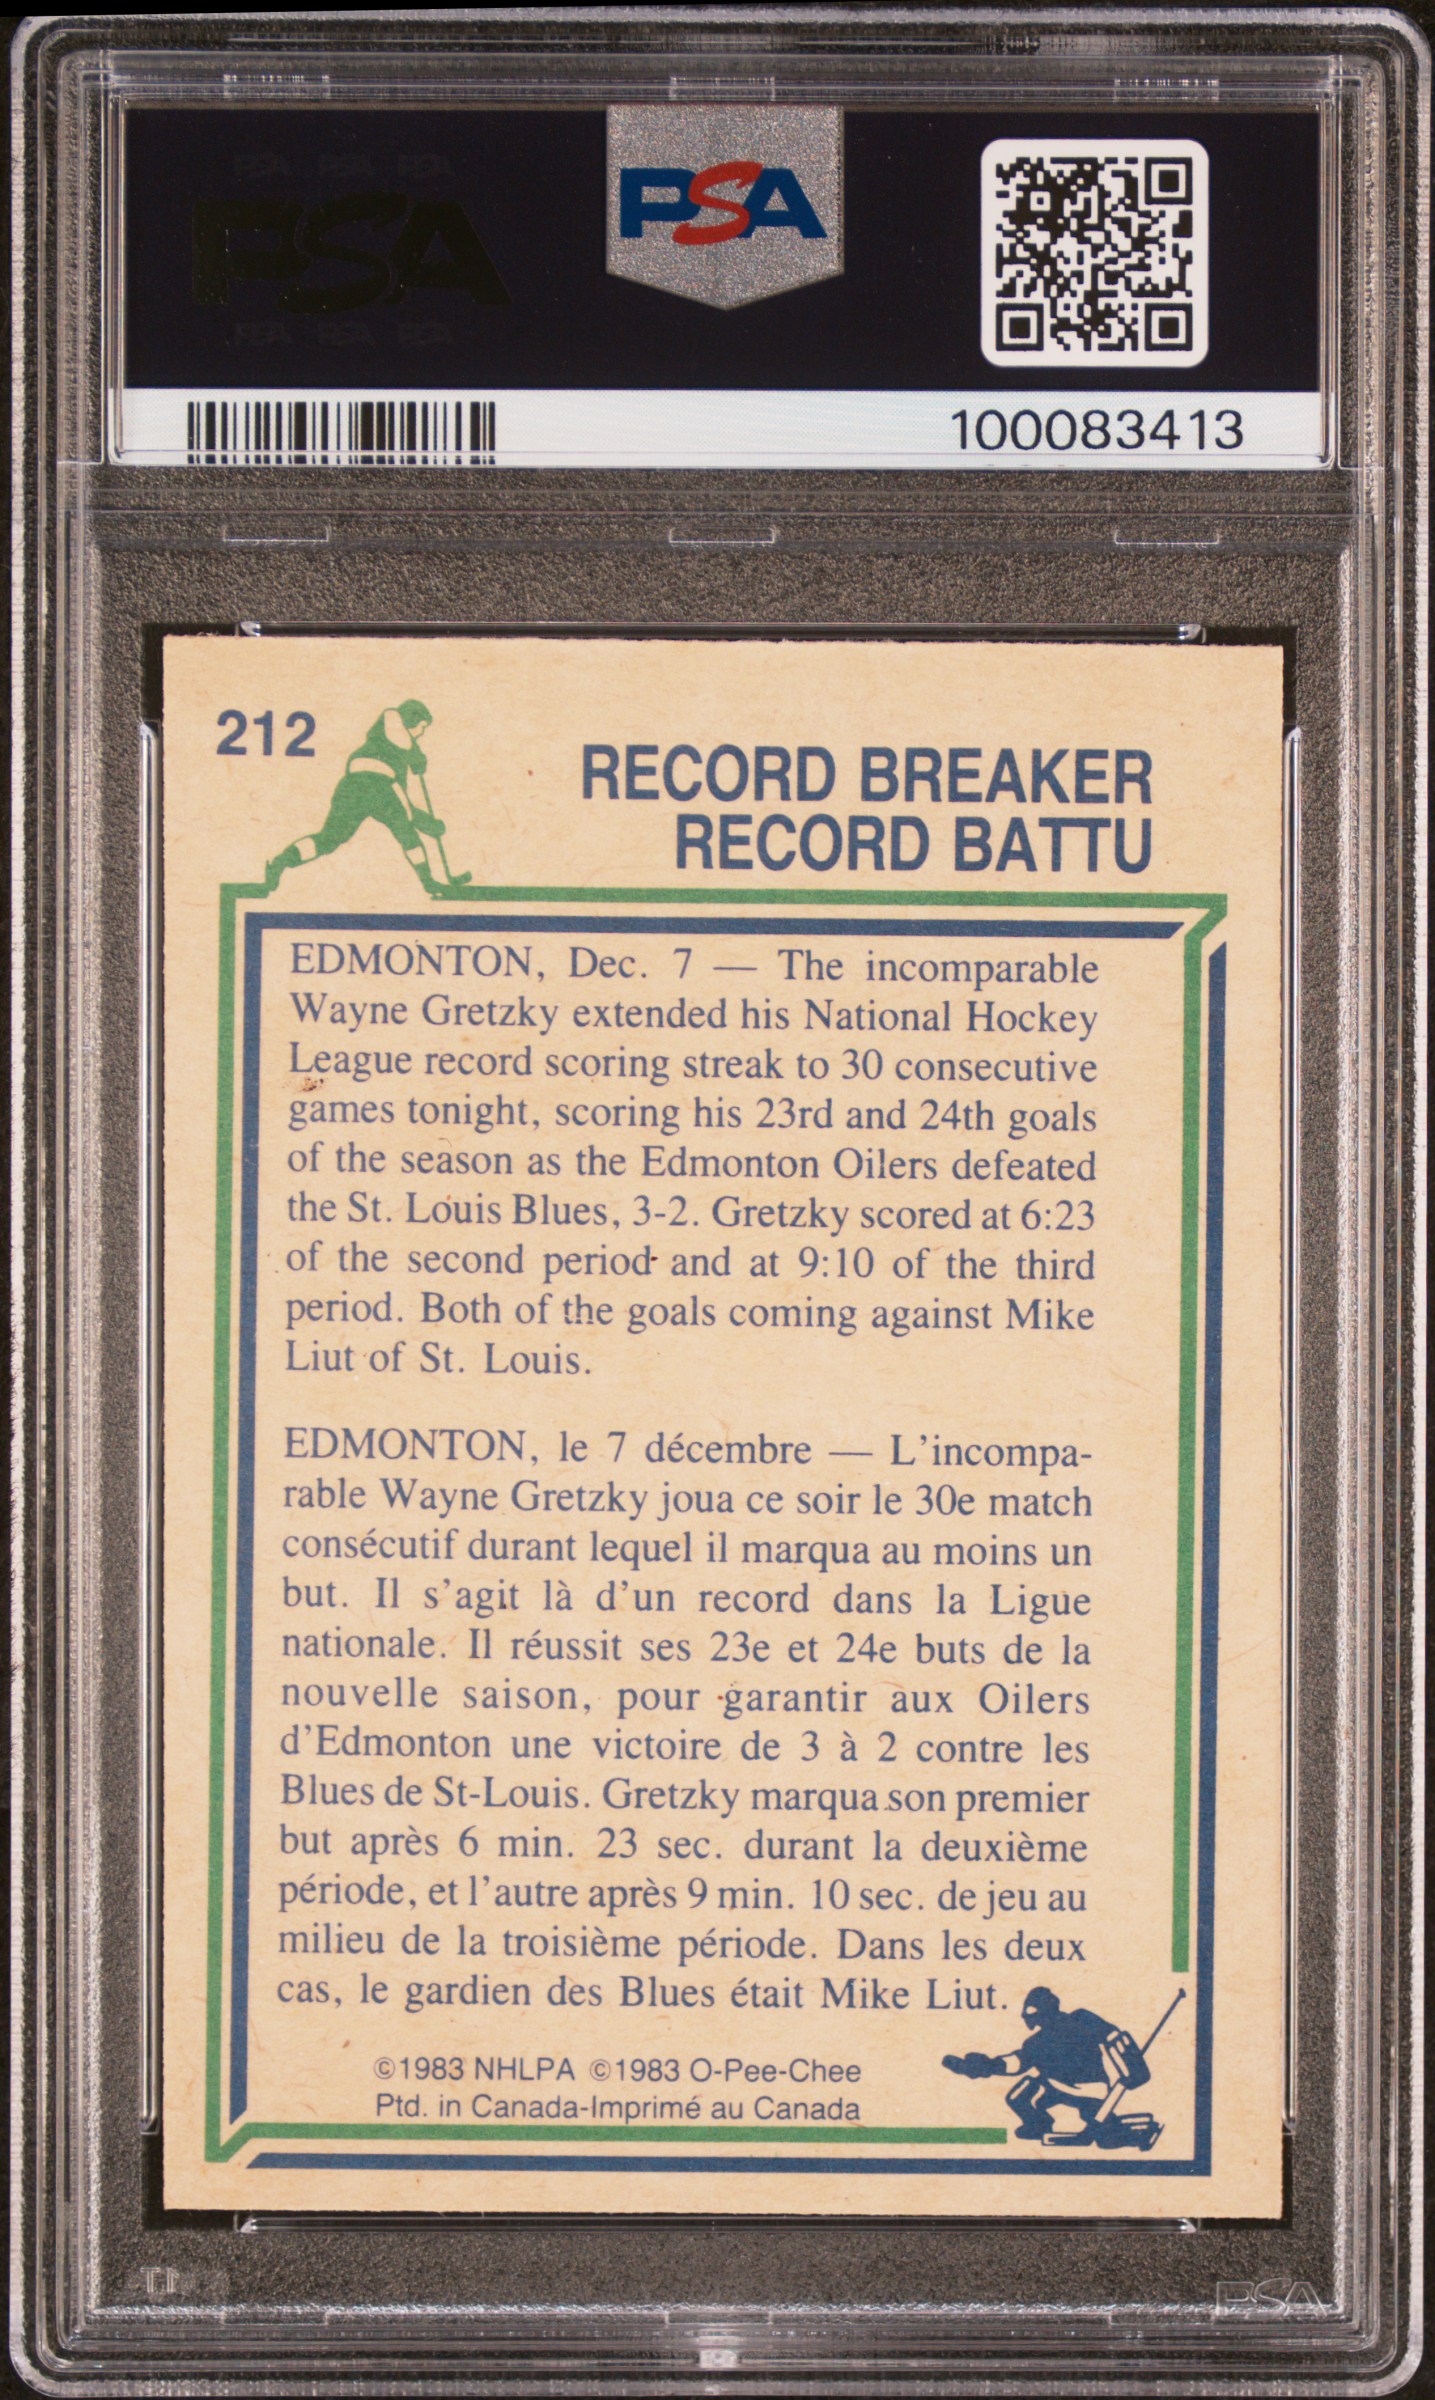 PSA
100083413
212
RECORD BREAKER
RECORD BATTU
EDMONTON, Dec. 7 — The incomparable
Wayne Gretzky extended his National Hockey
League record scoring streak to 30 consecutive
games tonight, scoring his 23rd and 24th goals
of the season as the Edmonton Oilers defeated
the St. Louis Blues, 3-2. Gretzky scored at 6:23
of the second period and at 9:10 of the third
period. Both of the goals coming against Mike
Liut of St. Louis.
EDMONTON, le 7 décembre — L'incompa-
rable Wayne Gretzky joua ce soir le 30e match
consécutif durant lequel il marqua au moins un
but. Il s'agit là d'un record dans la Ligue
nationale. Il réussit ses 23e et 24e buts de la
nouvelle saison, pour garantir aux Oilers
d'Edmonton une victoire de 3 à 2 contre les
Blues de St-Louis. Gretzky marqua son premier
but après 6 min. 23 sec. durant la deuxième
période, et l'autre après 9 min. 10 sec. de jeu au
milieu de la troisième période. Dans les deux
cas, le gardien des Blues était Mike Liut.
©1983 NHLPA ©1983 O-Pee-Chee
Ptd. in Canada-Imprimé au Canada
PSA